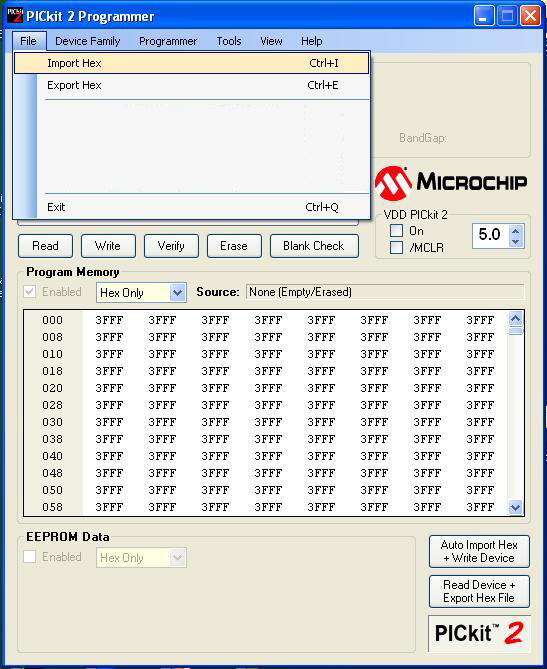 PICkit 2 Programmer
File Device Family Programmer Tools View Help
Import Hex Ctrl+I
Export Hex Ctrl+E
BandGap:
Exit Ctrl+Q
MICROCHIP
VDD PICkit 2
On
/MCLR
5.0
Read Write Verify Erase Blank Check
Program Memory
Enabled Hex Only Source: None (Empty/Erased)
000 3FFF 3FFF 3FFF 3FFF 3FFF 3FFF 3FFF 3FFF
008 3FFF 3FFF 3FFF 3FFF 3FFF 3FFF 3FFF 3FFF
010 3FFF 3FFF 3FFF 3FFF 3FFF 3FFF 3FFF 3FFF
018 3FFF 3FFF 3FFF 3FFF 3FFF 3FFF 3FFF 3FFF
020 3FFF 3FFF 3FFF 3FFF 3FFF 3FFF 3FFF 3FFF
028 3FFF 3FFF 3FFF 3FFF 3FFF 3FFF 3FFF 3FFF
030 3FFF 3FFF 3FFF 3FFF 3FFF 3FFF 3FFF 3FFF
038 3FFF 3FFF 3FFF 3FFF 3FFF 3FFF 3FFF 3FFF
040 3FFF 3FFF 3FFF 3FFF 3FFF 3FFF 3FFF 3FFF
048 3FFF 3FFF 3FFF 3FFF 3FFF 3FFF 3FFF 3FFF
050 3FFF 3FFF 3FFF 3FFF 3FFF 3FFF 3FFF 3FFF
058 3FFF 3FFF 3FFF 3FFF 3FFF 3FFF 3FFF 3FFF
EEPROM Data
Enabled Hex Only
Auto Import Hex
+ Write Device
Read Device +
Export Hex File
PICkit™ 2